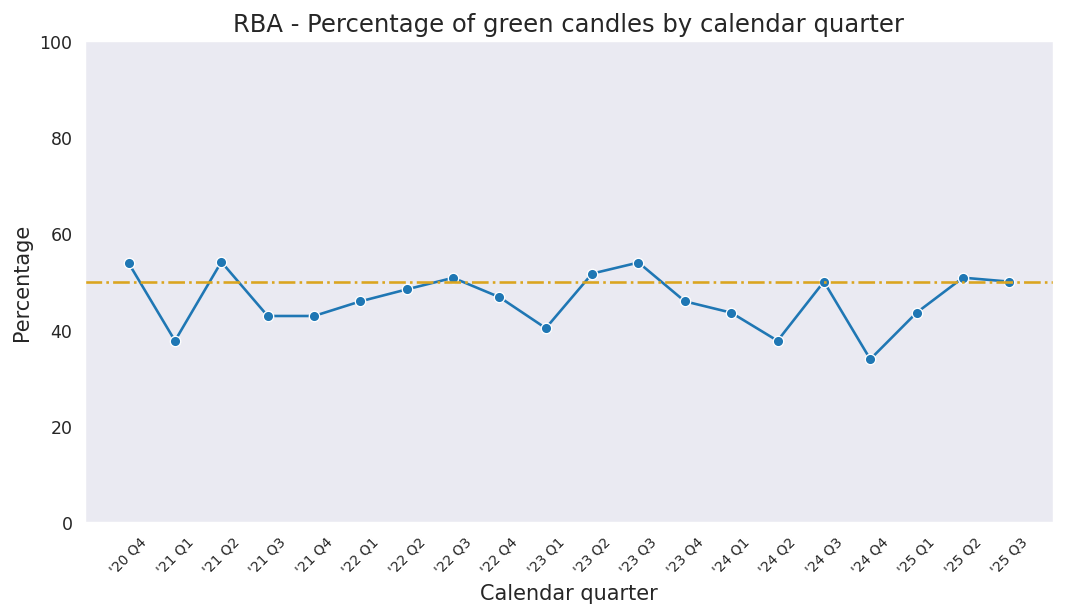 RBA - Percentage of green candles by calendar quarter
100
80
60
40
20
0
Percentage
'20 Q4
'21 Q1
'21 Q2
'21 Q3
'21 Q4
'22 Q1
'22 Q2
'22 Q3
'22 Q4
'23 Q1
'23 Q2
'23 Q3
'23 Q4
'24 Q1
'24 Q2
'24 Q3
'24 Q4
'25 Q1
'25 Q2
'25 Q3
Calendar quarter